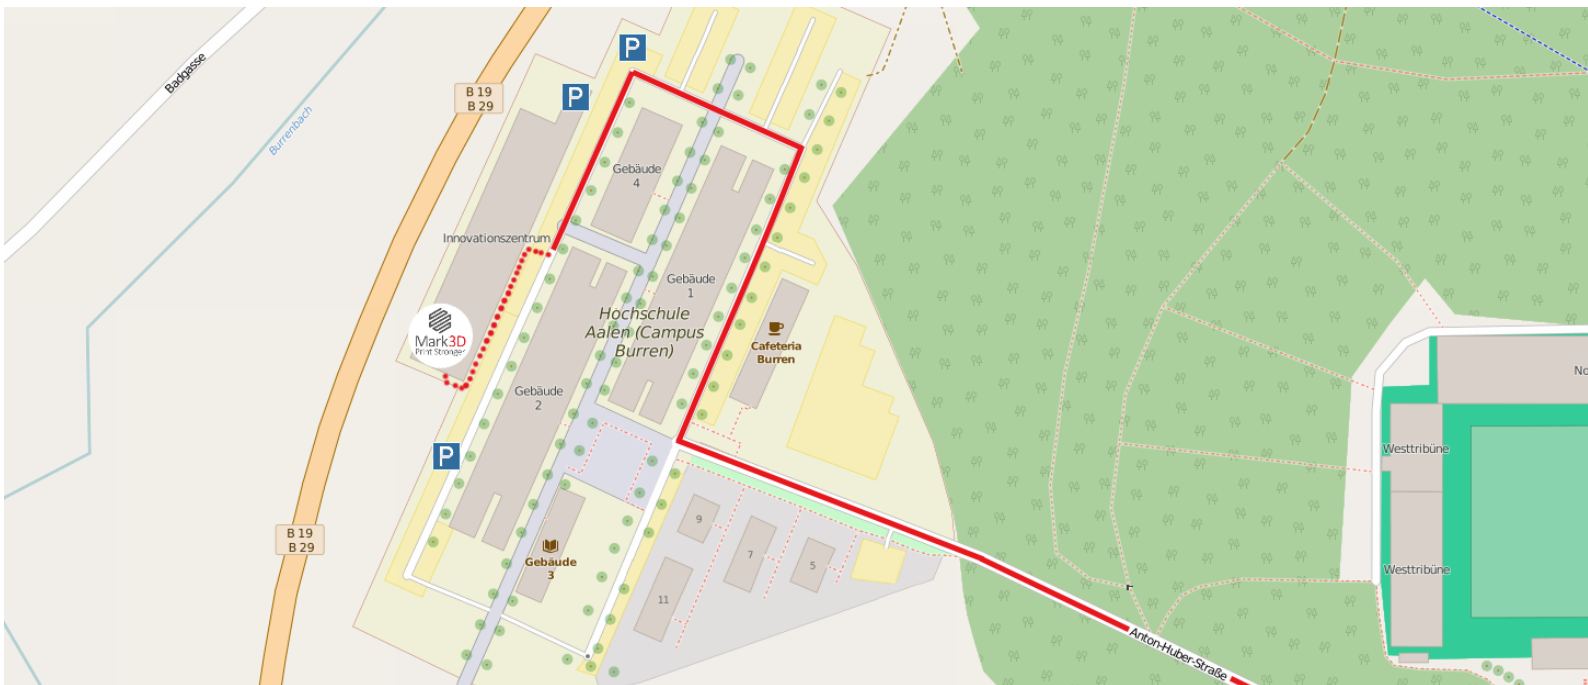 Badgasse
Burrenbach
B 19
B 29
P
P
Gebäude
4
Innovationszentrum
Gebäude
1
Hochschule
Aalen (Campus
Burren)
Mark3D
Print Stronger
Cafeteria
Burren
Gebäude
2
P
No
Westtribüne
Westtribüne
B 19
B 29
Gebäude
3
9
7
5
11
Anton-Huber-Straße